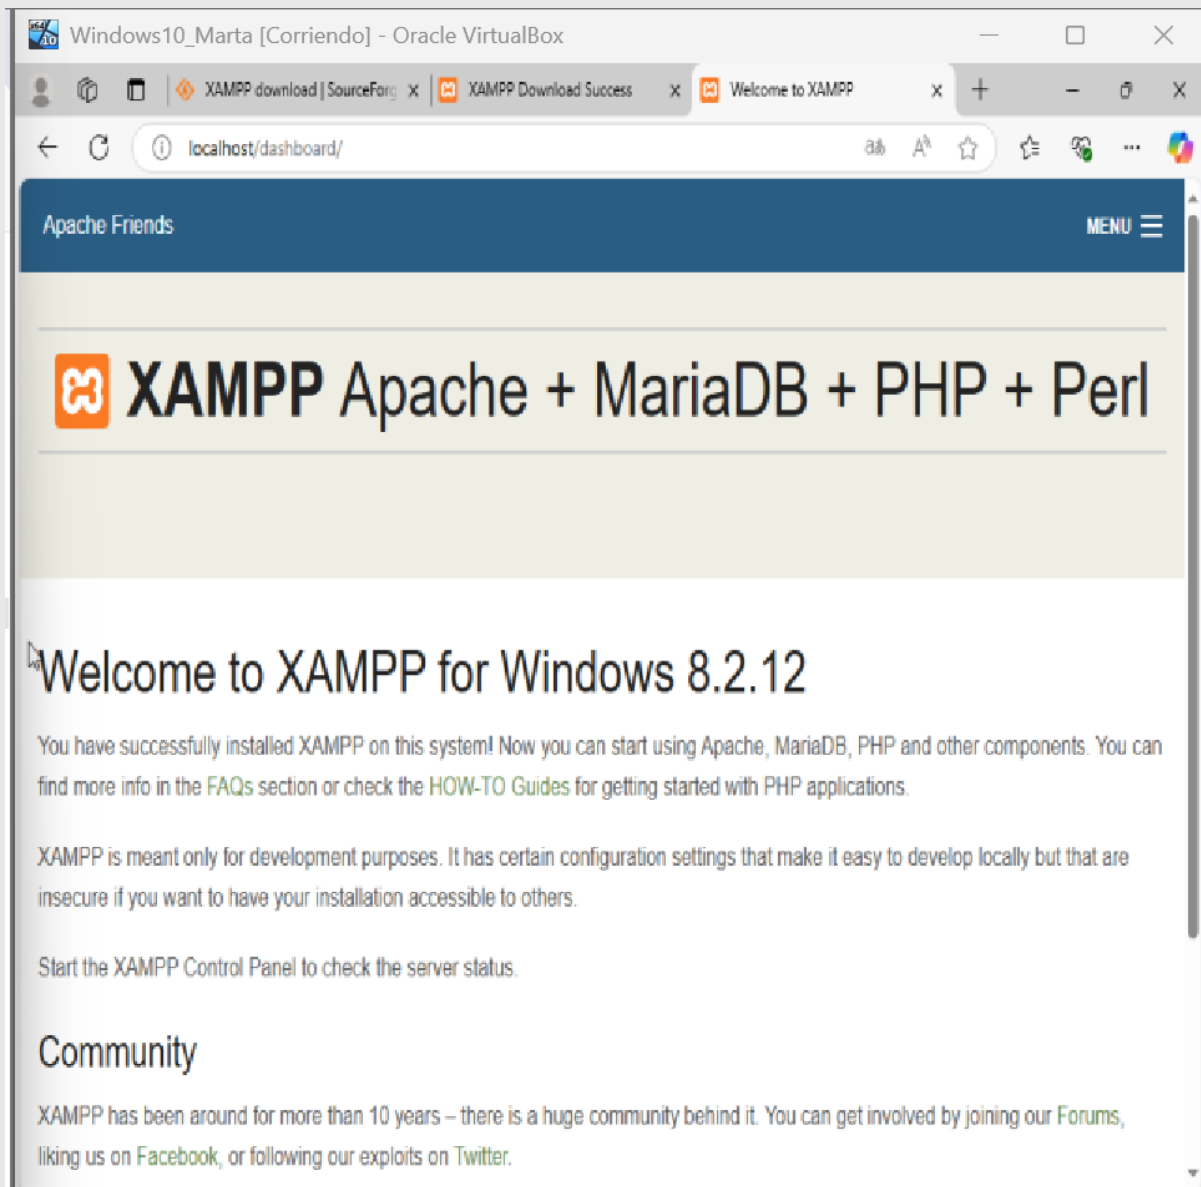 Windows10_Marta [Corriendo] - Oracle VirtualBox
XAMPP download | SourceForg
XAMPP Download Success
Welcome to XAMPP
localhost/dashboard/
Apache Friends
MENU
XAMPP Apache + MariaDB + PHP + Perl
Welcome to XAMPP for Windows 8.2.12
You have successfully installed XAMPP on this system! Now you can start using Apache, MariaDB, PHP and other components. You can
find more info in the FAQs section or check the HOW-TO Guides for getting started with PHP applications.
XAMPP is meant only for development purposes. It has certain configuration settings that make it easy to develop locally but that are
insecure if you want to have your installation accessible to others.
Start the XAMPP Control Panel to check the server status.
Community
XAMPP has been around for more than 10 years – there is a huge community behind it. You can get involved by joining our Forums,
liking us on Facebook, or following our exploits on Twitter.